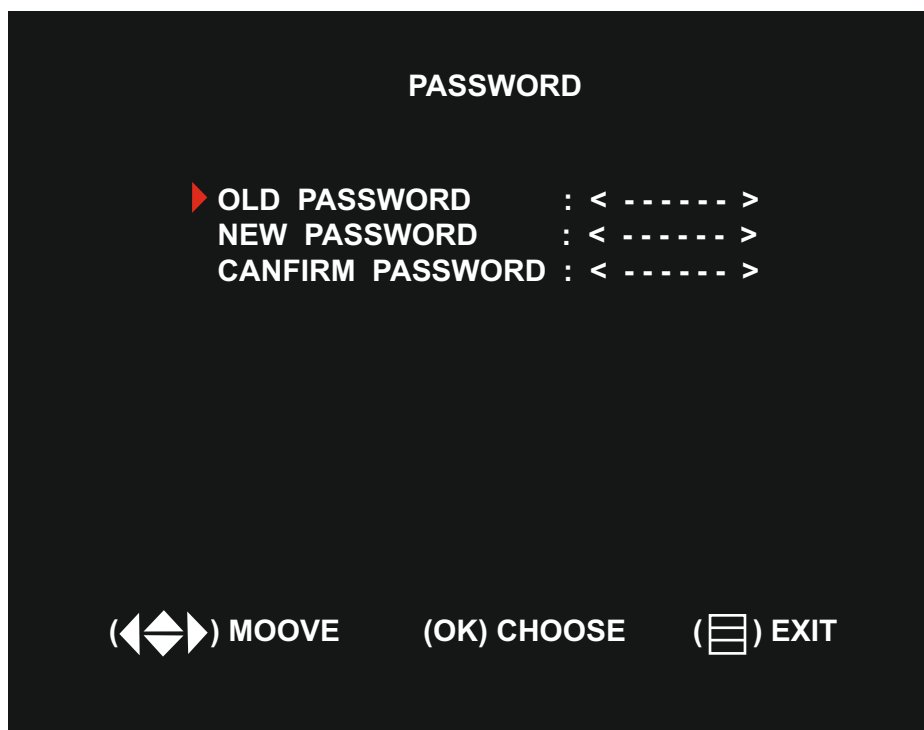 PASSWORD
OLD PASSWORD : < - - - - - - >
NEW PASSWORD : < - - - - - - >
CANFIRM PASSWORD : < - - - - - - >
( ) MOOVE (OK) CHOOSE ( ) EXIT